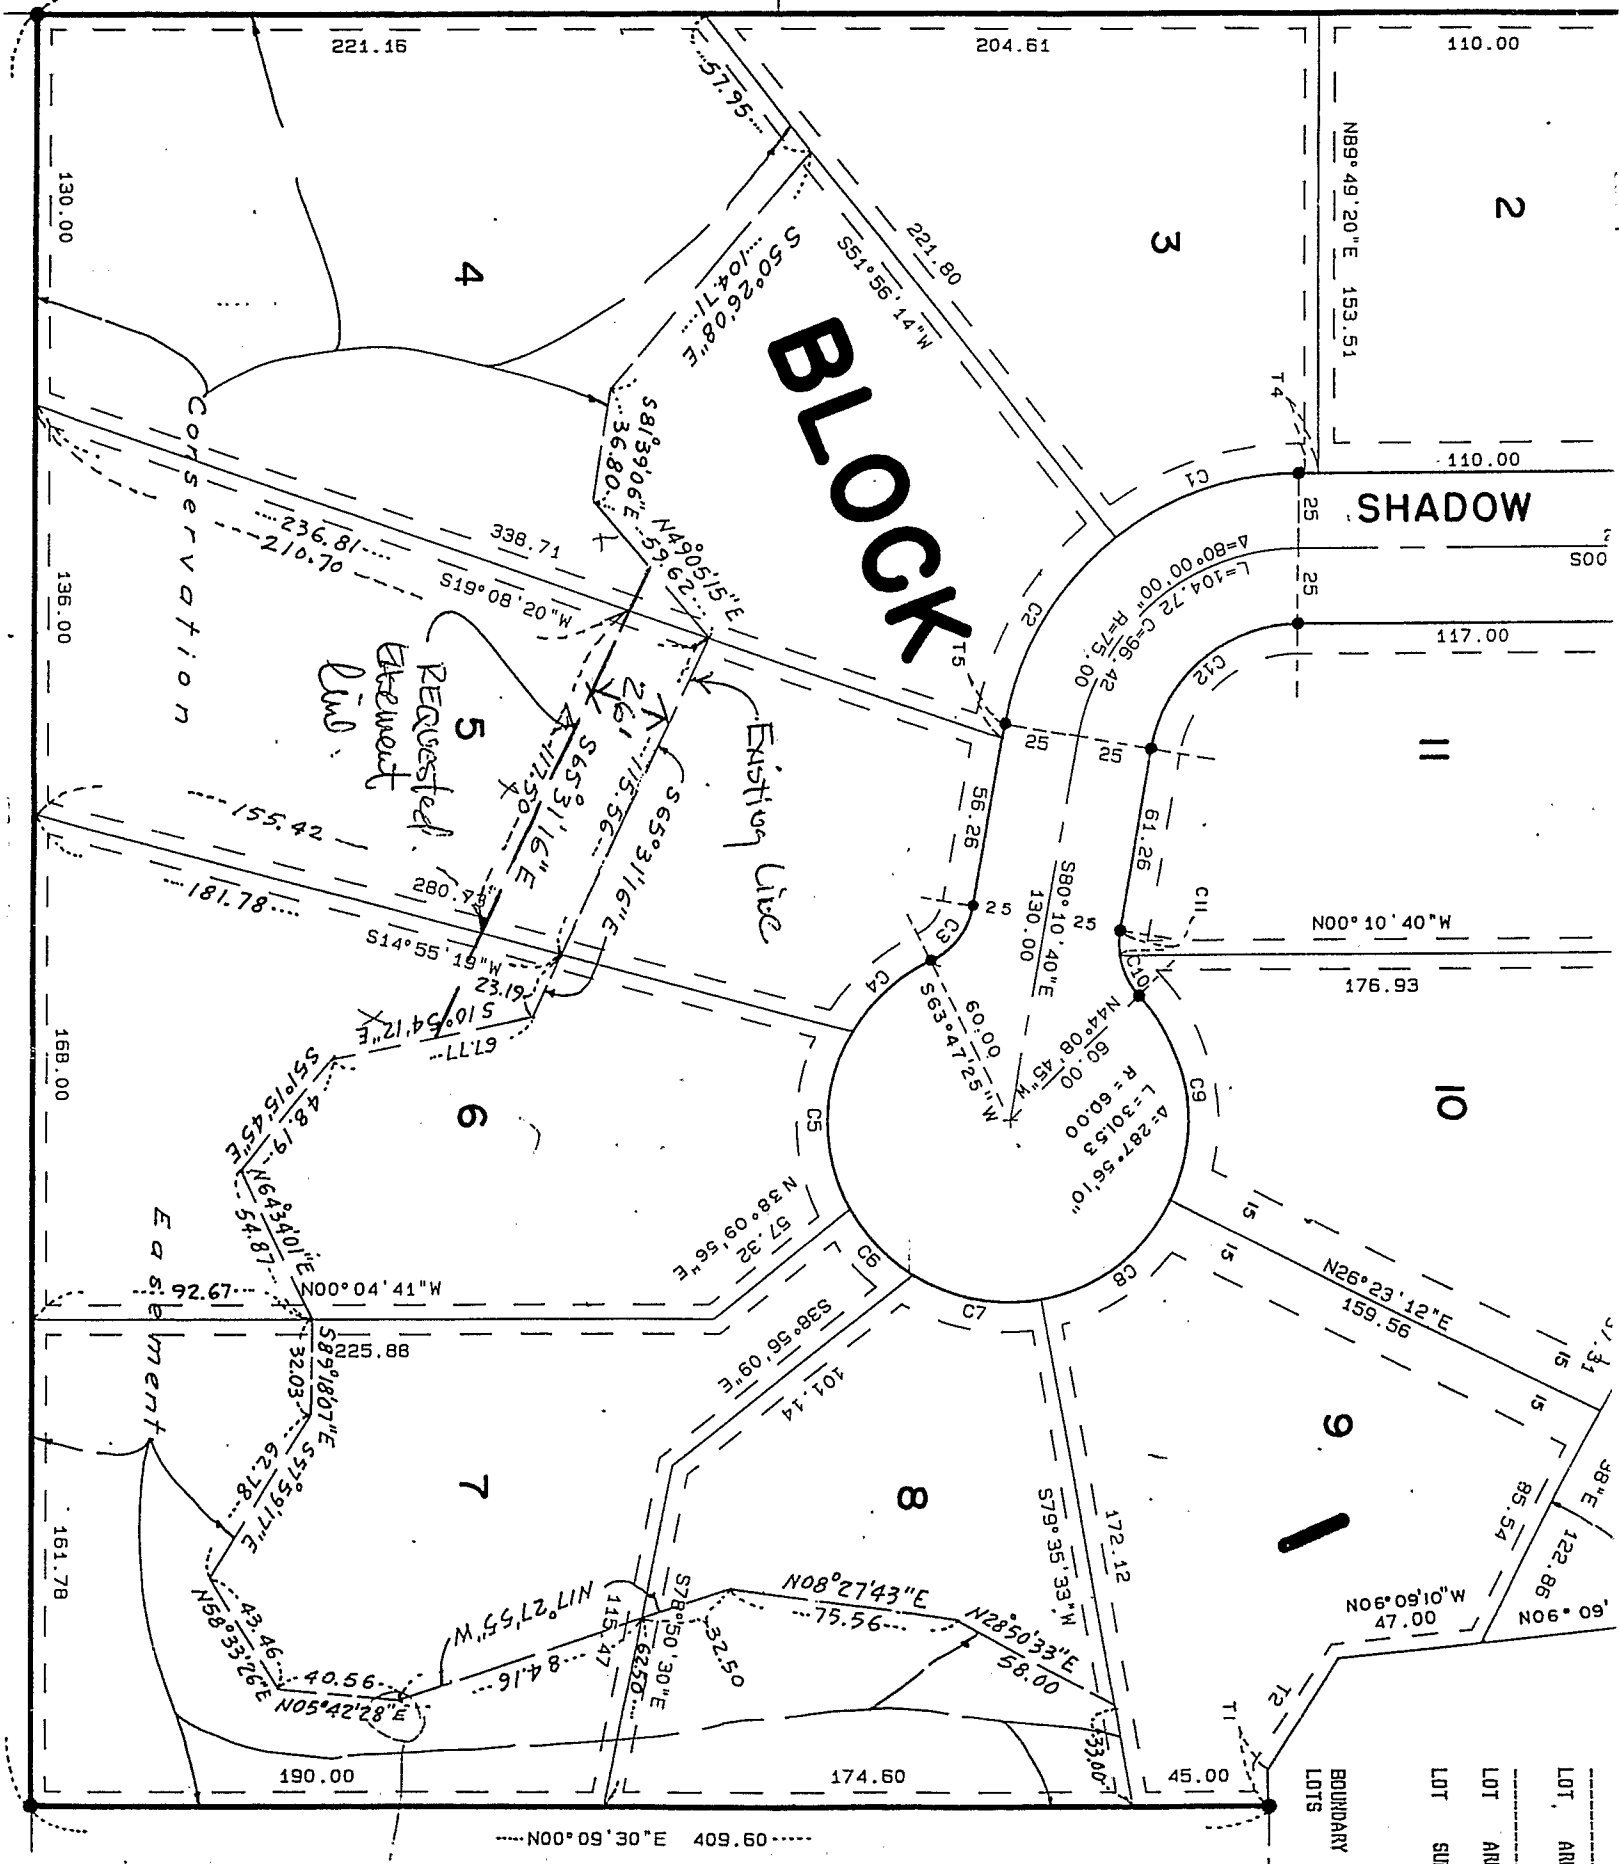 221.16
204.61
110.00
57.95
N89°49'20"E 153.51
2
3
4
130.00
221.80
S51°56'14"W
S50°26'08"E
104.71
BLOCK
T4
C1
110.00
SHADOW
25
25
S00
117.00
Δ=80°00'00"
L=104.72 C=96.42
R=75.00
C2
C12
S81°39'06"E
36.80
N49°05'15"E
59.62
Conservation
236.81
210.70
338.71
S19°08'20"W
T5
25
25
11
136.00
5
REQUESTED
Easement
line.
26'
Existing Line
115.56
S65°31'16"E
S65°31'16"E
117.50
56.26
61.26
S80°10'40"E
130.00
C11
25
25
N00°10'40"W
176.93
155.42
181.78
280.73
S14°55'19"W
23.19
C3
C4
C10
60.00
S63°47'25"W
N44°08'45"W
60.00
Δ=287°56'10"
L=301.53
R=60.00
C9
10
S10°54'12"E
67.77
168.00
6
S51°15'45"E
48.19
N64°34'01"E
54.87
C5
N38°09'56"E
57.32
C6
C7
C8
15
15
N26°23'12"E
159.56
15
15
Easement
92.67
N00°04'41"W
225.88
S89°18'07"E
32.03
S57°59'17"E
62.78
S38°56'09"E
101.14
172.12
S79°35'33"W
9
1
85.54
38"E
122.86
7
8
161.78
N58°33'26"E
43.46
40.56
N05°42'28"E
N17°27'55"W
84.16
115.47
S78°50'30"E
62.50
32.50
N08°27'43"E
75.56
N28°50'33"E
58.00
33.00
N06°09'10"W
47.00
N06°09'
T2
T1
190.00
174.60
45.00
N00°09'30"E 409.60
BOUNDARY
LOTS
LOT
LOT
LOT